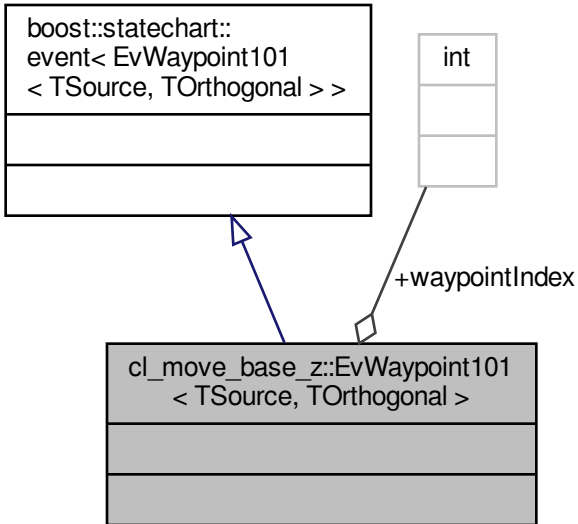 boost::statechart::
event< EvWaypoint101
< TSource, TOrthogonal > >
int
+waypointIndex
cl_move_base_z::EvWaypoint101
< TSource, TOrthogonal >